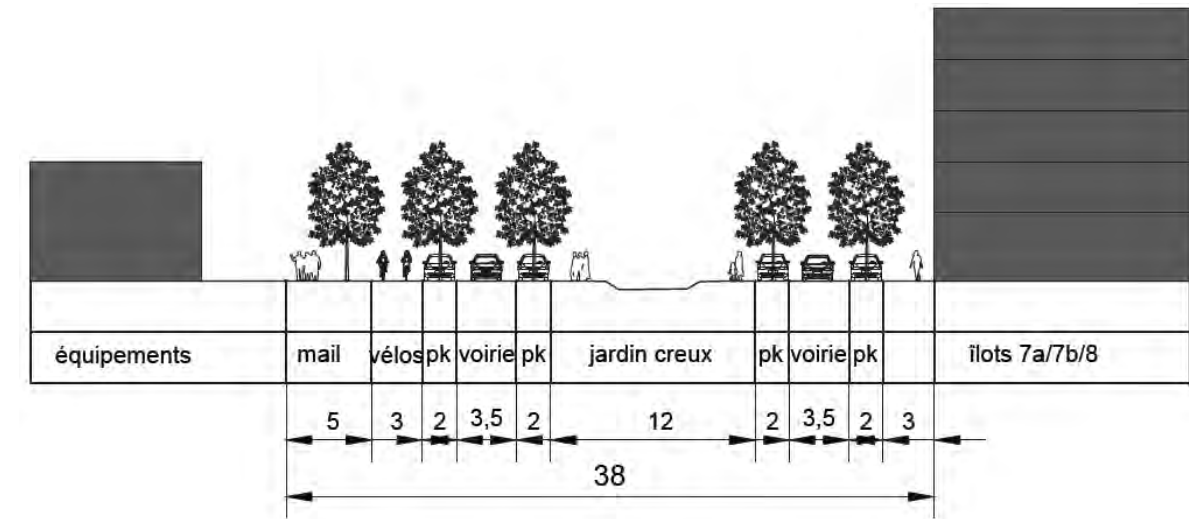 équipements mail vélos pk voirie pk jardin creux pk voirie pk îlots 7a/7b/8
5 3 2 3,5 2 12 2 3,5 2 3
38